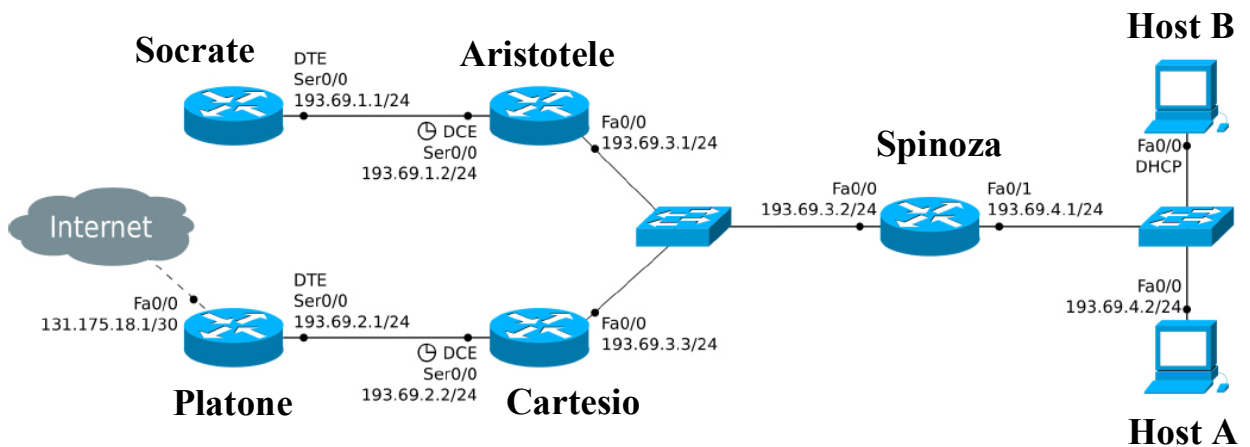 Host B
Socrate
Aristotele
DTE
Ser0/0
193.69.1.1/24
DCE
Ser0/0
193.69.1.2/24
Fa0/0
193.69.3.1/24
Spinoza
Fa0/0
DHCP
Fa0/0
193.69.3.2/24
Fa0/1
193.69.4.1/24
Internet
Fa0/0
131.175.18.1/30
DTE
Ser0/0
193.69.2.1/24
DCE
Ser0/0
193.69.2.2/24
Fa0/0
193.69.3.3/24
Fa0/0
193.69.4.2/24
Platone
Cartesio
Host A